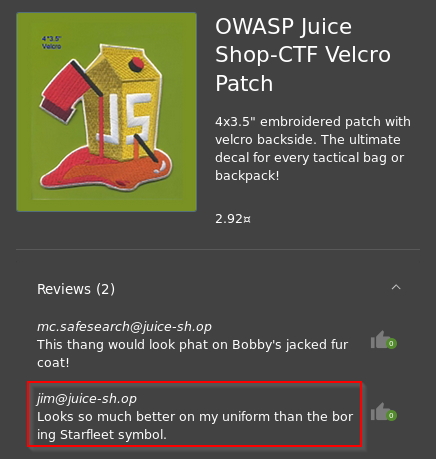 4*3.5"
Velcro
JS
OWASP Juice
Shop-CTF Velcro
Patch
4x3.5" embroidered patch with
velcro backside. The ultimate
decal for every tactical bag or
backpack!
2.92¤
Reviews (2)
mc.safesearch@juice-sh.op
This thang would look phat on Bobby's jacked fur
coat!
0
jim@juice-sh.op
Looks so much better on my uniform than the bor
ing Starfleet symbol.
0